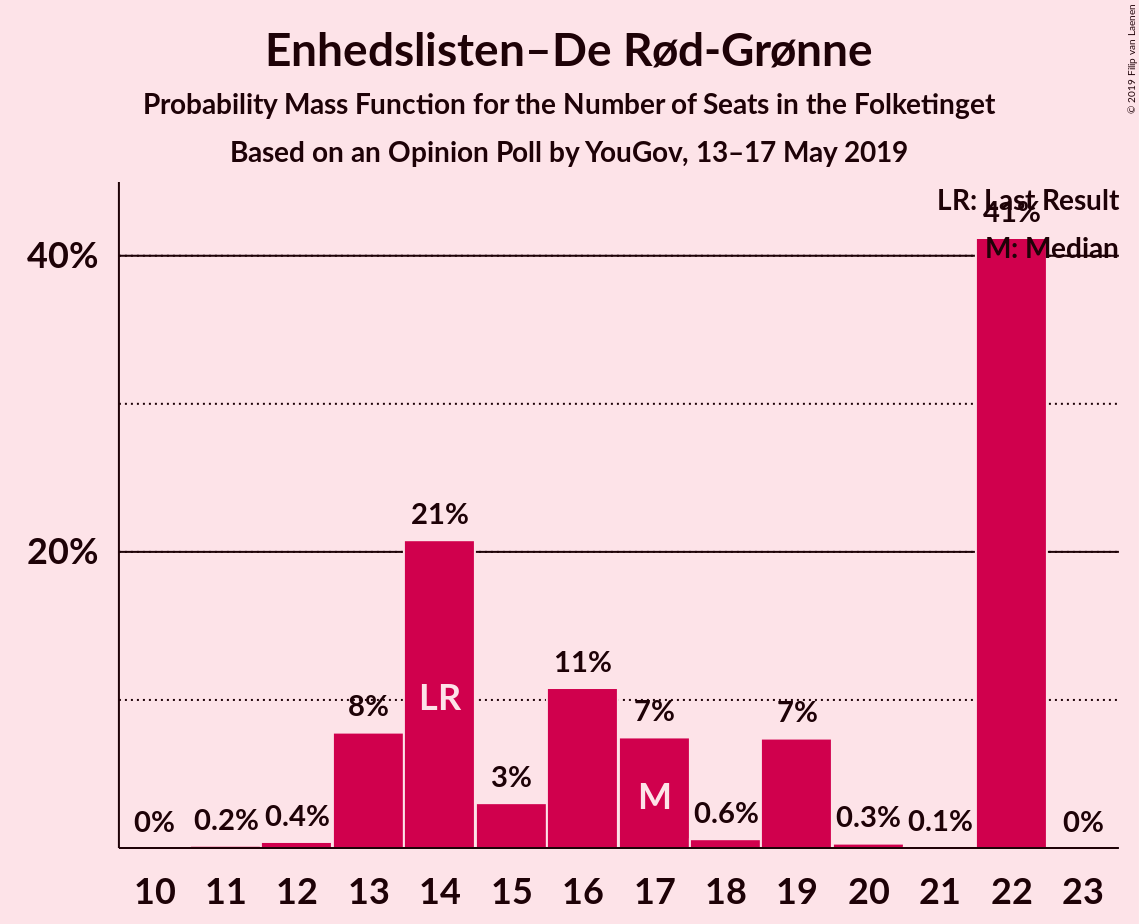 Enhedslisten–De Rød-Grønne
Probability Mass Function for the Number of Seats in the Folketinget
Based on an Opinion Poll by YouGov, 13–17 May 2019
© 2019 Filip van Laenen
LR: Last Result
M: Median
40%
20%
0%
0.2%
0.4%
8%
21%
3%
11%
7%
0.6%
7%
0.3%
0.1%
41%
0%
LR
M
10 11 12 13 14 15 16 17 18 19 20 21 22 23